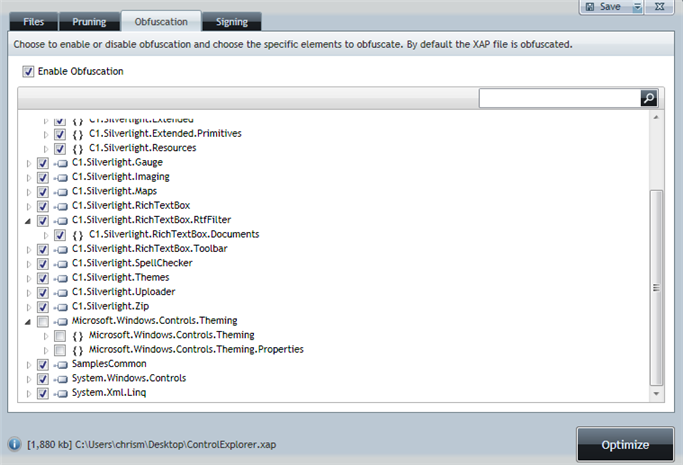 Save
Files Pruning Obfuscation Signing
Choose to enable or disable obfuscation and choose the specific elements to obfuscate. By default the XAP file is obfuscated.
Enable Obfuscation
{ } C1.Silverlight.Extended
{ } C1.Silverlight.Extended.Primitives
{ } C1.Silverlight.Resources
C1.Silverlight.Gauge
C1.Silverlight.Imaging
C1.Silverlight.Maps
C1.Silverlight.RichTextBox
C1.Silverlight.RichTextBox.RtfFilter
{ } C1.Silverlight.RichTextBox.Documents
C1.Silverlight.RichTextBox.Toolbar
C1.Silverlight.SpellChecker
C1.Silverlight.Themes
C1.Silverlight.Uploader
C1.Silverlight.Zip
Microsoft.Windows.Controls.Theming
{ } Microsoft.Windows.Controls.Theming
{ } Microsoft.Windows.Controls.Theming.Properties
SamplesCommon
System.Windows.Controls
System.Xml.Linq
[1,880 kb] C:\Users\chrism\Desktop\ControlExplorer.xap
Optimize